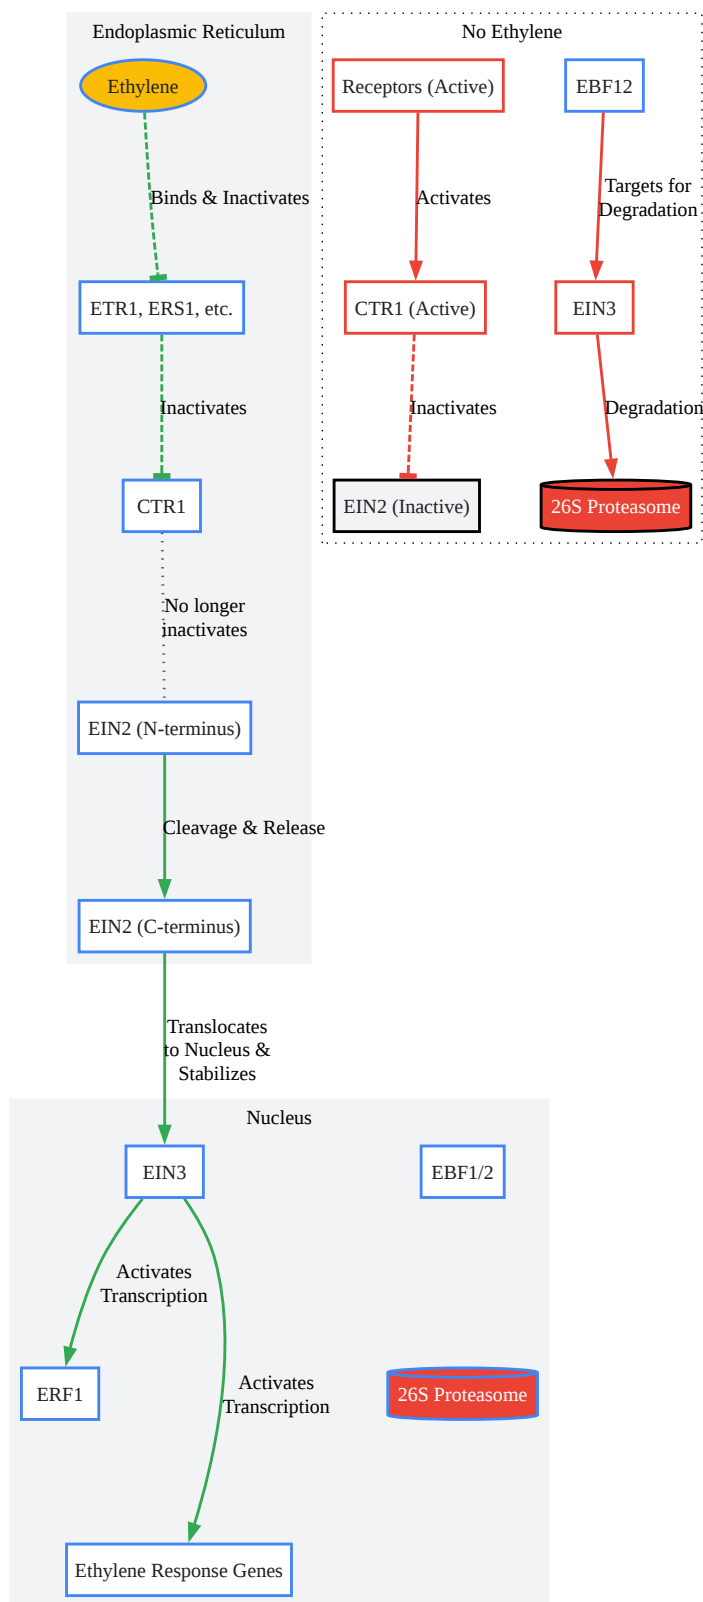 Endoplasmic Reticulum
Ethylene
Binds & Inactivates
ETR1, ERS1, etc.
Inactivates
CTR1
No longer
inactivates
EIN2 (N-terminus)
Cleavage & Release
EIN2 (C-terminus)
Translocates
to Nucleus &
Stabilizes
No Ethylene
Receptors (Active)
EBF12
Activates
Targets for
Degradation
CTR1 (Active)
EIN3
Inactivates
Degradation
EIN2 (Inactive)
26S Proteasome
Nucleus
EIN3
EBF1/2
Activates
Transcription
ERF1
Activates
Transcription
26S Proteasome
Ethylene Response Genes